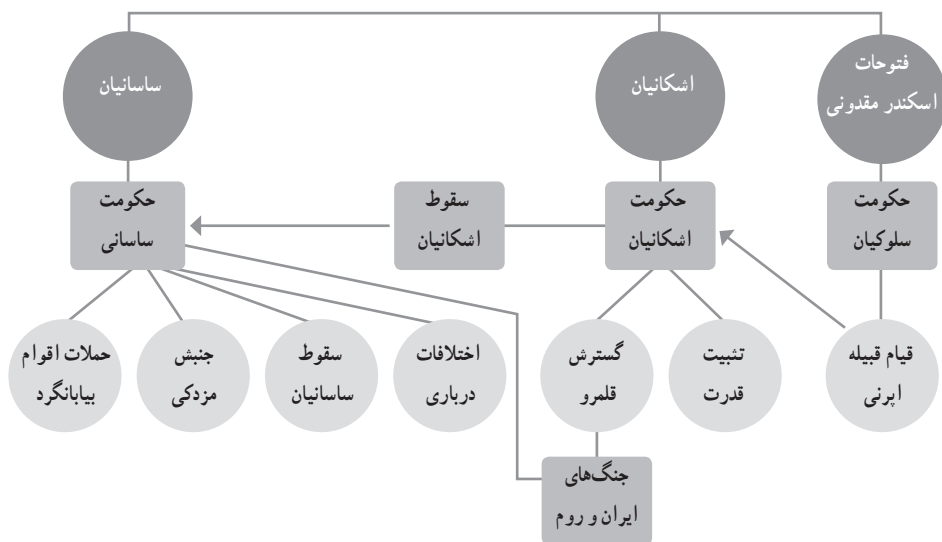 فتوحات
اسکندر مقدونی
اشکانیان
ساسانیان
حکومت
سلوکیان
حکومت
اشکانیان
سقوط
اشکانیان
حکومت
ساسانی
قیام قبیله
اپرنی
تثبیت
قدرت
گسترش
قلمرو
اختلافات
درباری
سقوط
ساسانیان
جنبش
مزدکی
حملات اقوام
بیابانگرد
جنگ‌های
ایران و روم